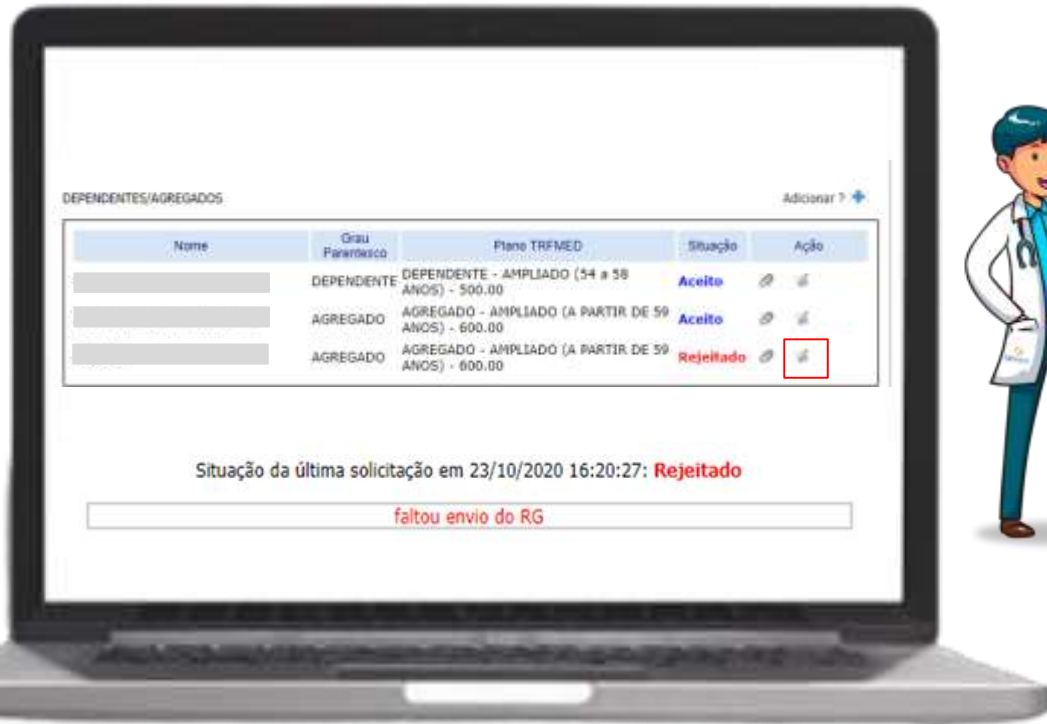 DEPENDENTES/AGREGADOS Adicionar ?
Nome Grau Parentesco Plano TRFMED Situação Ação
DEPENDENTE DEPENDENTE - AMPLIADO (54 a 58 ANOS) - 500.00 Aceito
AGREGADO AGREGADO - AMPLIADO (A PARTIR DE 59 ANOS) - 600.00 Aceito
AGREGADO AGREGADO - AMPLIADO (A PARTIR DE 59 ANOS) - 600.00 Rejeitado
Situação da última solicitação em 23/10/2020 16:20:27: Rejeitado
faltou envio do RG